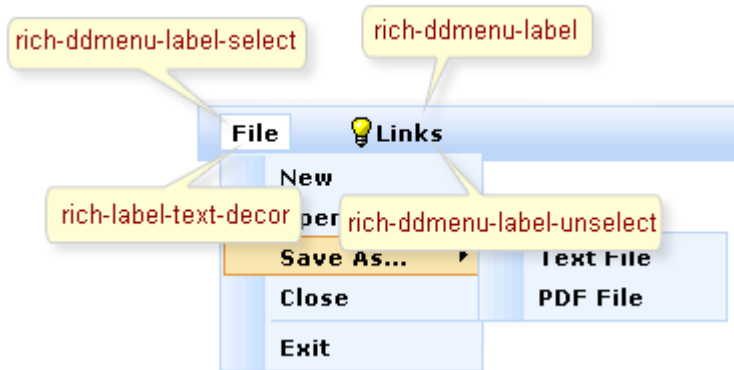 rich-ddmenu-label-select
rich-ddmenu-label
File
Links
New
rich-label-text-decor
rich-ddmenu-label-unselect
Save As...
Text File
Close
PDF File
Exit